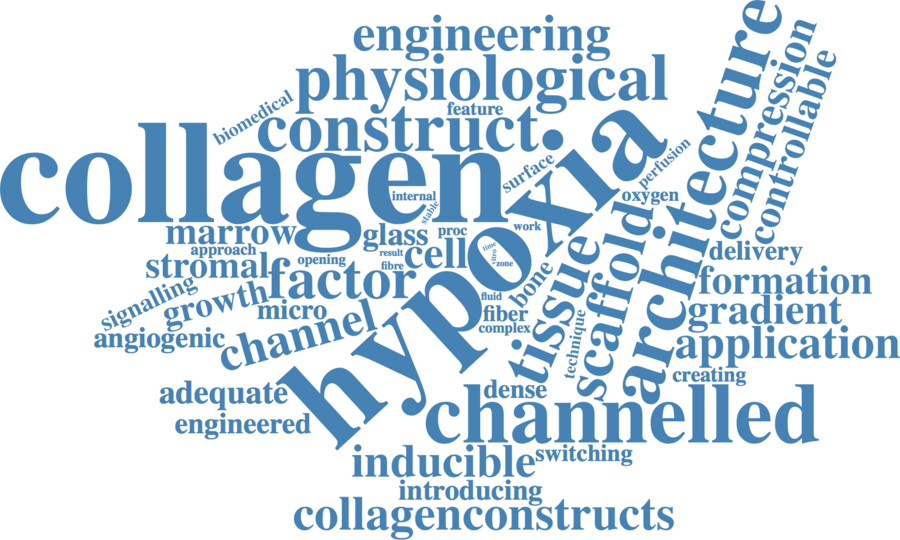 engineering
physiological
biomedical
feature
construct
collagen
hypoxia
architecture
compression
controllable
surface
perfusion
internal
stable
oxygen
marrow
glass
proc
work
approach
cell
result
fibre
time
vitro
zone
opening
stromal
factor
bone
tissue
scaffold
delivery
signalling
growth
micro
fluid
fiber
complex
formation
gradient
angiogenic
channel
technique
application
creating
adequate
dense
engineered
channelled
inducible
switching
introducing
collagenconstructs